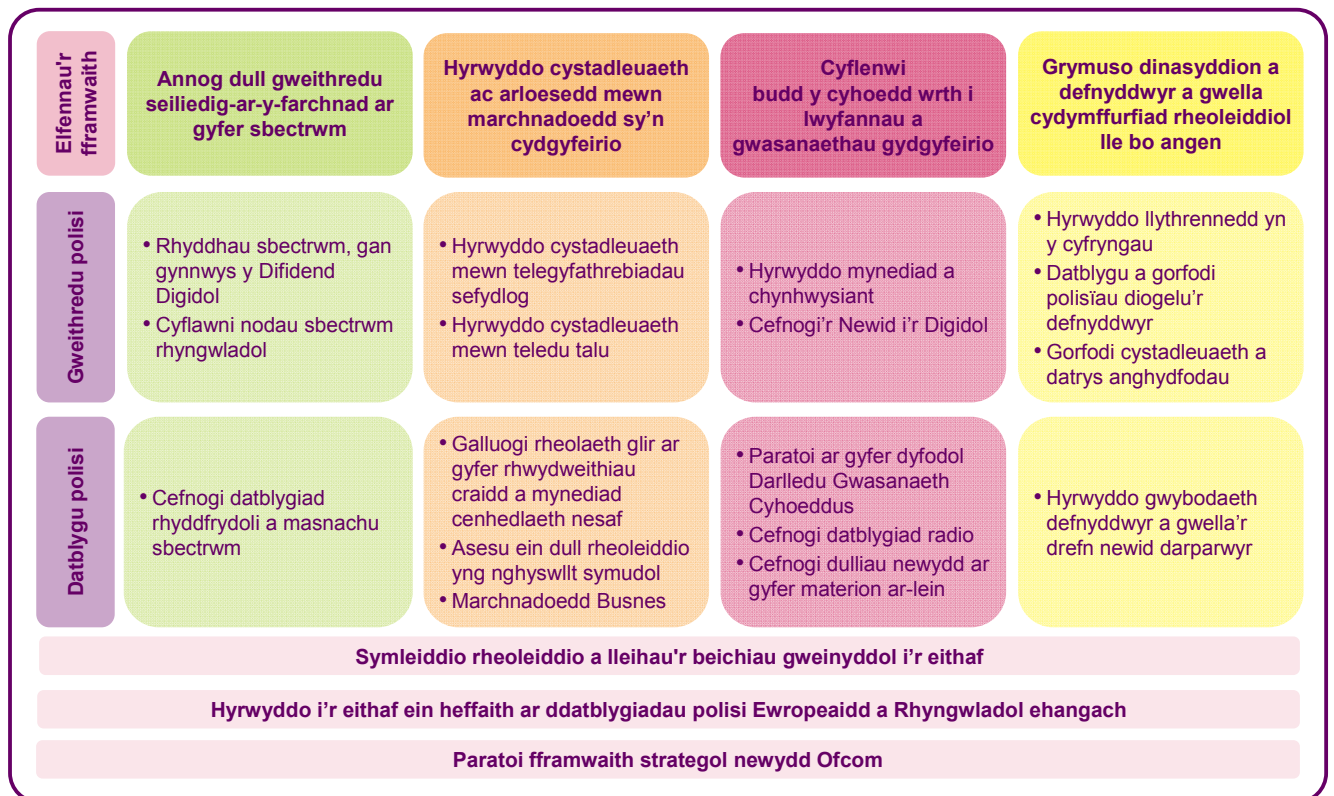 Elfennau'r
fframwaith
Annog dull gweithredu
seiliedig-ar-y-farchnad ar
gyfer sbectrwm
Hyrwyddo cystadleuaeth
ac arloesedd mewn
marchnadoedd sy’n
cydgyfeirio
Cyflenwi
budd y cyhoedd wrth i
lwyfannau a
gwasanaethau gydgyfeirio
Grymuso dinasyddion a
defnyddwyr a gwella
cydymffurfiad rheoleiddiol
lle bo angen
Gweithredu polisi
• Rhyddhau sbectrwm, gan
gynnwys y Difidend
Digidol
• Cyflawni nodau sbectrwm
rhyngwladol
• Hyrwyddo cystadleuaeth
mewn telegyfathrebiadau
sefydlog
• Hyrwyddo cystadleuaeth
mewn teledu talu
• Hyrwyddo mynediad a
chynhwysiant
• Cefnogi’r Newid i’r Digidol
• Hyrwyddo llythrennedd yn
y cyfryngau
• Datblygu a gorfodi
polisïau diogelu’r
defnyddwyr
• Gorfodi cystadleuaeth a
datrys anghydfodau
Datblygu polisi
• Cefnogi datblygiad
rhyddfrydoli a masnachu
sbectrwm
• Galluogi rheolaeth glir ar
gyfer rhwydweithiau
craidd a mynediad
cenhedlaeth nesaf
• Asesu ein dull rheoleiddio
yng nghyswllt symudol
• Marchnadoedd Busnes
• Paratoi ar gyfer dyfodol
Darlledu Gwasanaeth
Cyhoeddus
• Cefnogi datblygiad radio
• Cefnogi dulliau newydd ar
gyfer materion ar-lein
• Hyrwyddo gwybodaeth
defnyddwyr a gwella’r
drefn newid darparwyr
Symleiddio rheoleiddio a lleihau'r beichiau gweinyddol i’r eithaf
Hyrwyddo i’r eithaf ein heffaith ar ddatblygiadau polisi Ewropeaidd a Rhyngwladol ehangach
Paratoi fframwaith strategol newydd Ofcom